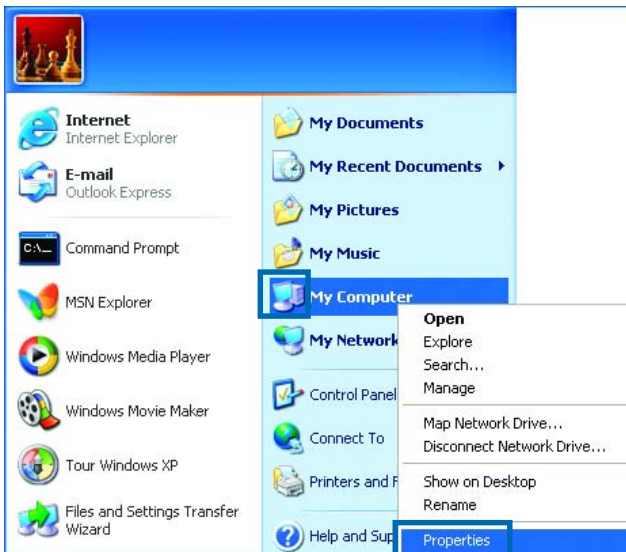 Internet
Internet Explorer
E-mail
Outlook Express
C:\_
Command Prompt
MSN Explorer
Windows Media Player
Windows Movie Maker
Tour Windows XP
Files and Settings Transfer
Wizard
My Documents
My Recent Documents
My Pictures
My Music
My Computer
My Network
Control Panel
Connect To
Printers and F
Help and Sup
Open
Explore
Search...
Manage
Map Network Drive...
Disconnect Network Drive...
Show on Desktop
Rename
Properties